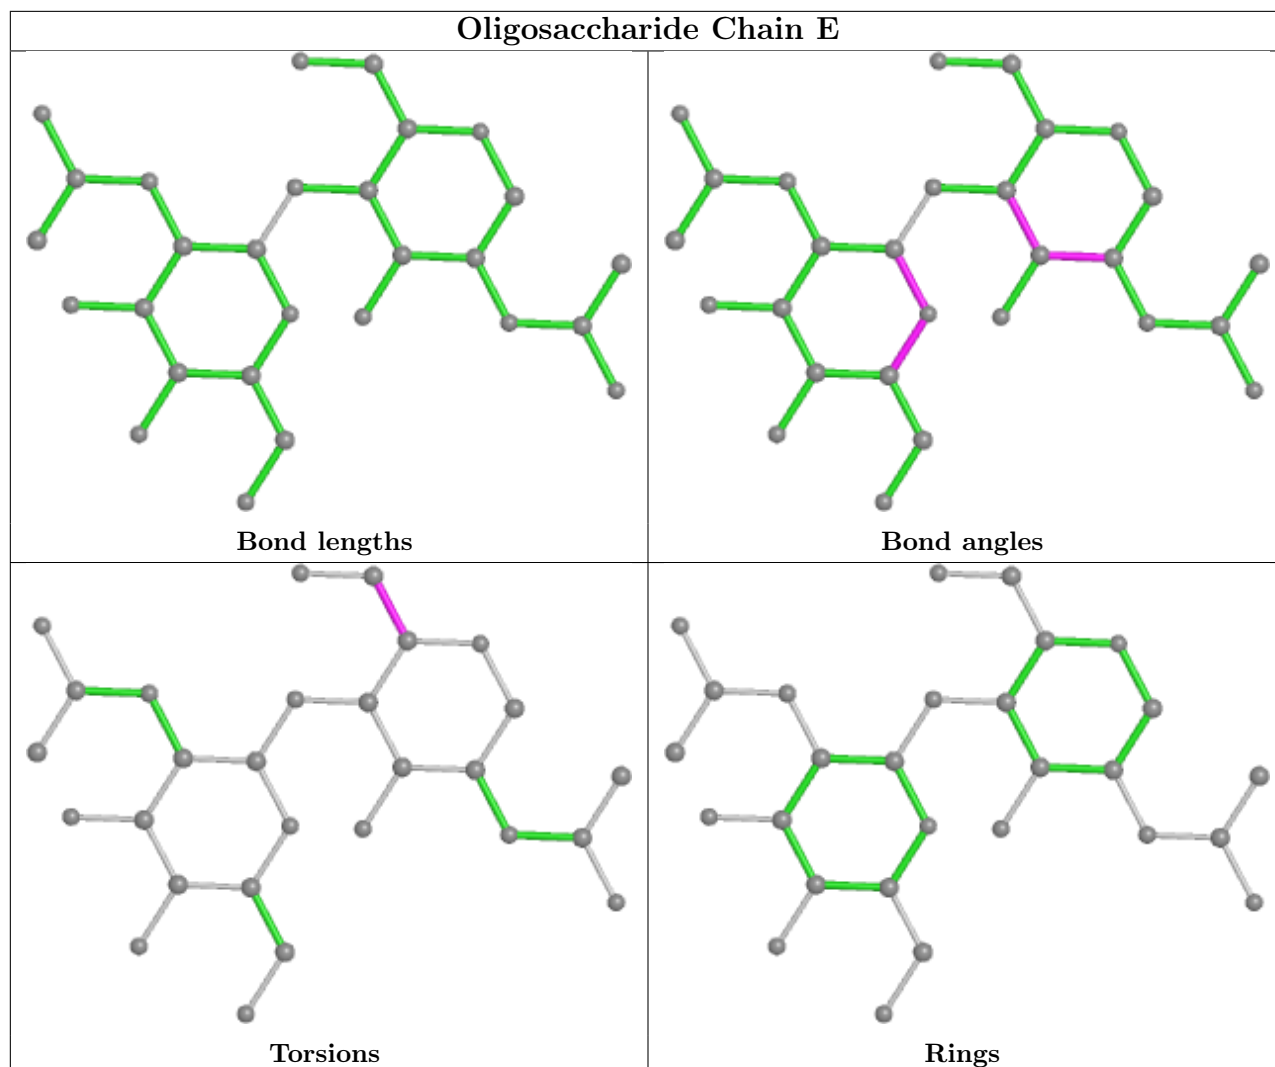 Oligosaccharide Chain E
Bond lengths
Bond angles
Torsions
Rings